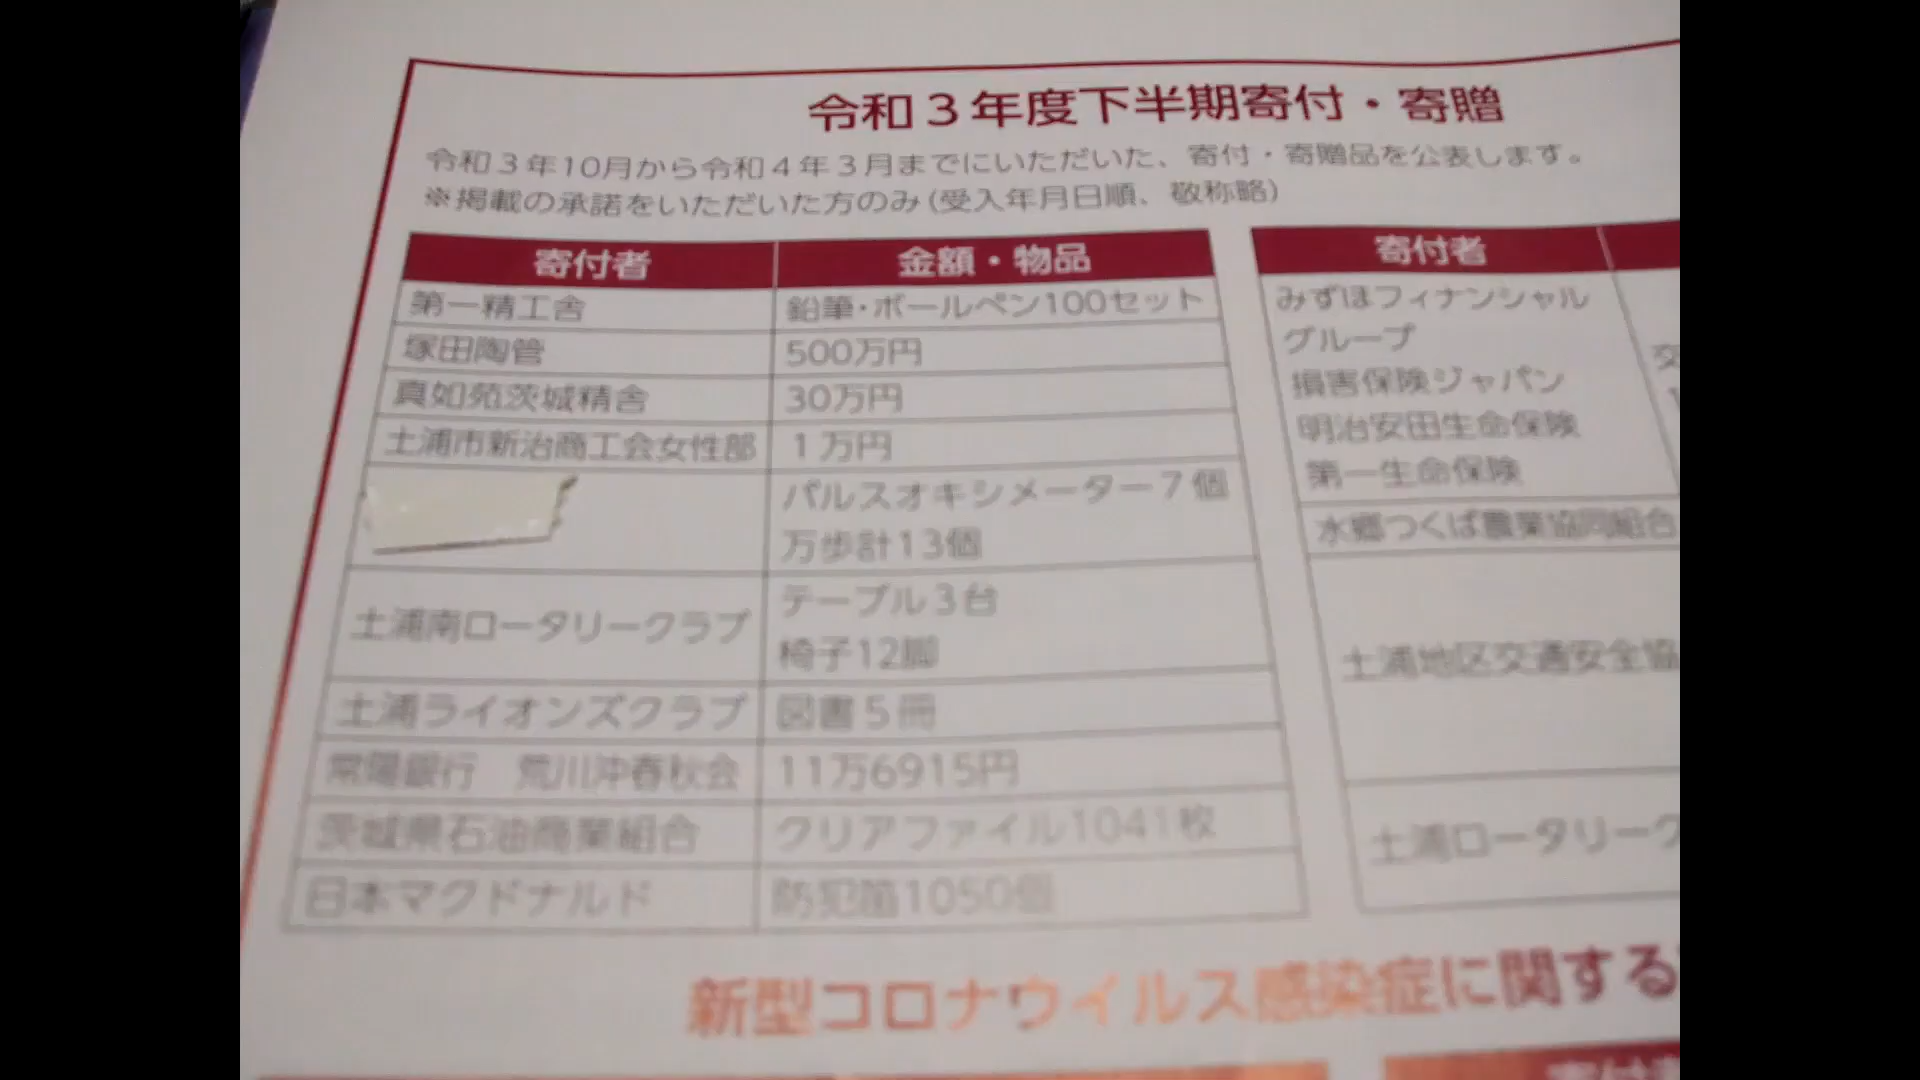 令和3年度下半期寄付・寄贈
令和3年10月から令和4年3月までにいただいた、寄付・寄贈品を公表します。
※掲載の承諾をいただいた方のみ(受入年月日順、敬称略)
寄付者 金額・物品
第一精工舎 鉛筆・ボールペン100セット
塚田陶管 500万円
真如苑茨城精舎 30万円
土浦市新治商工会女性部 1万円
パルスオキシメーター7個
万歩計13個
土浦南ロータリークラブ テーブル3台
椅子12脚
土浦ライオンズクラブ 図書5冊
常陽銀行 荒川沖春秋会 11万6915円
茨城県石油商業組合 クリアファイル1041枚
日本マクドナルド 防犯笛1050個
寄付者
みずほフィナンシャル
グループ
損害保険ジャパン
明治安田生命保険
第一生命保険
交
水郷つくば農業協同組合
土浦地区交通安全協
土浦ロータリーク
新型コロナウイルス感染症に関する
寄付者